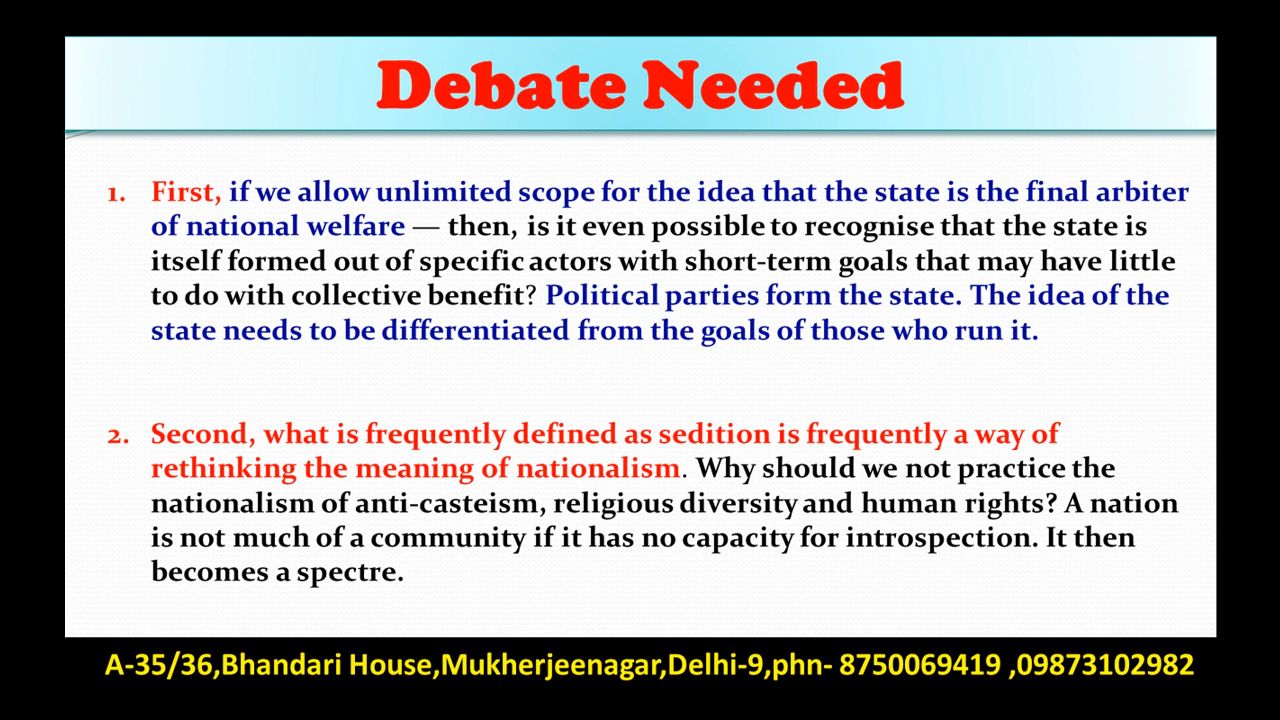 Debate Needed
1. First, if we allow unlimited scope for the idea that the state is the final arbiter
of national welfare — then, is it even possible to recognise that the state is
itself formed out of specific actors with short-term goals that may have little
to do with collective benefit? Political parties form the state. The idea of the
state needs to be differentiated from the goals of those who run it.
2. Second, what is frequently defined as sedition is frequently a way of
rethinking the meaning of nationalism. Why should we not practice the
nationalism of anti-casteism, religious diversity and human rights? A nation
is not much of a community if it has no capacity for introspection. It then
becomes a spectre.
A-35/36,Bhandari House,Mukherjeenagar,Delhi-9,phn- 8750069419 ,09873102982